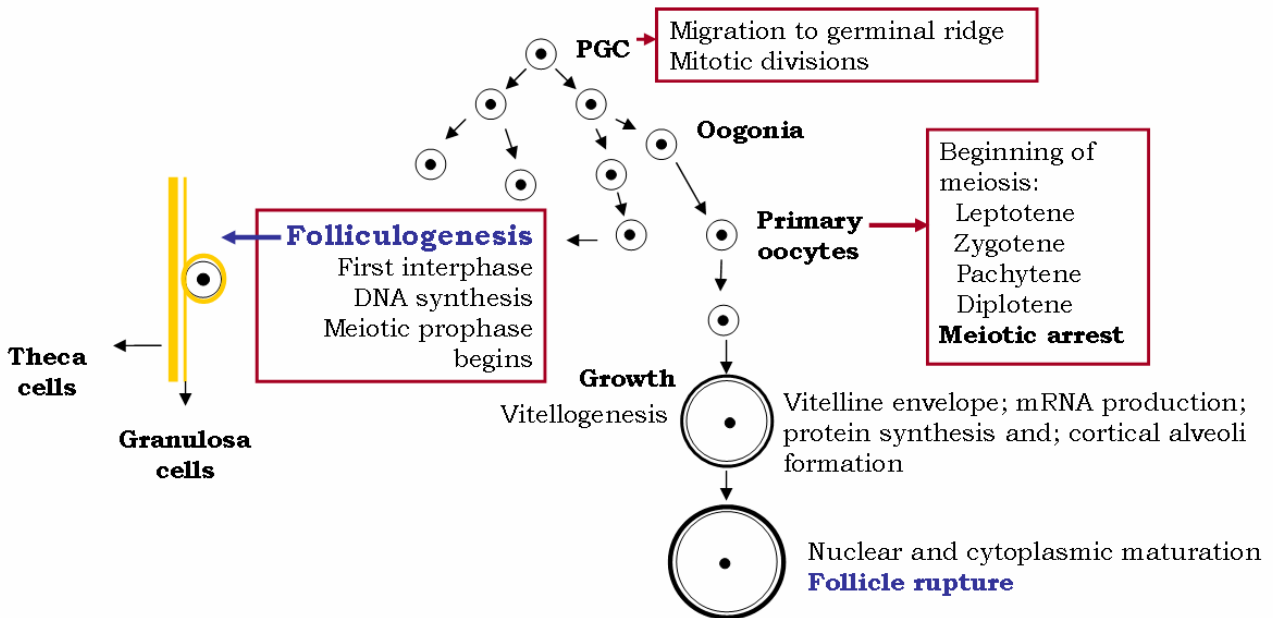 PGC
Migration to germinal ridge
Mitotic divisions
Oogonia
Beginning of
meiosis:
Leptotene
Zygotene
Pachytene
Diplotene
Meiotic arrest
Primary
oocytes
Folliculogenesis
First interphase
DNA synthesis
Meiotic prophase
begins
Theca
cells
Granulosa
cells
Growth
Vitellogenesis
Vitelline envelope; mRNA production;
protein synthesis and; cortical alveoli
formation
Nuclear and cytoplasmic maturation
Follicle rupture